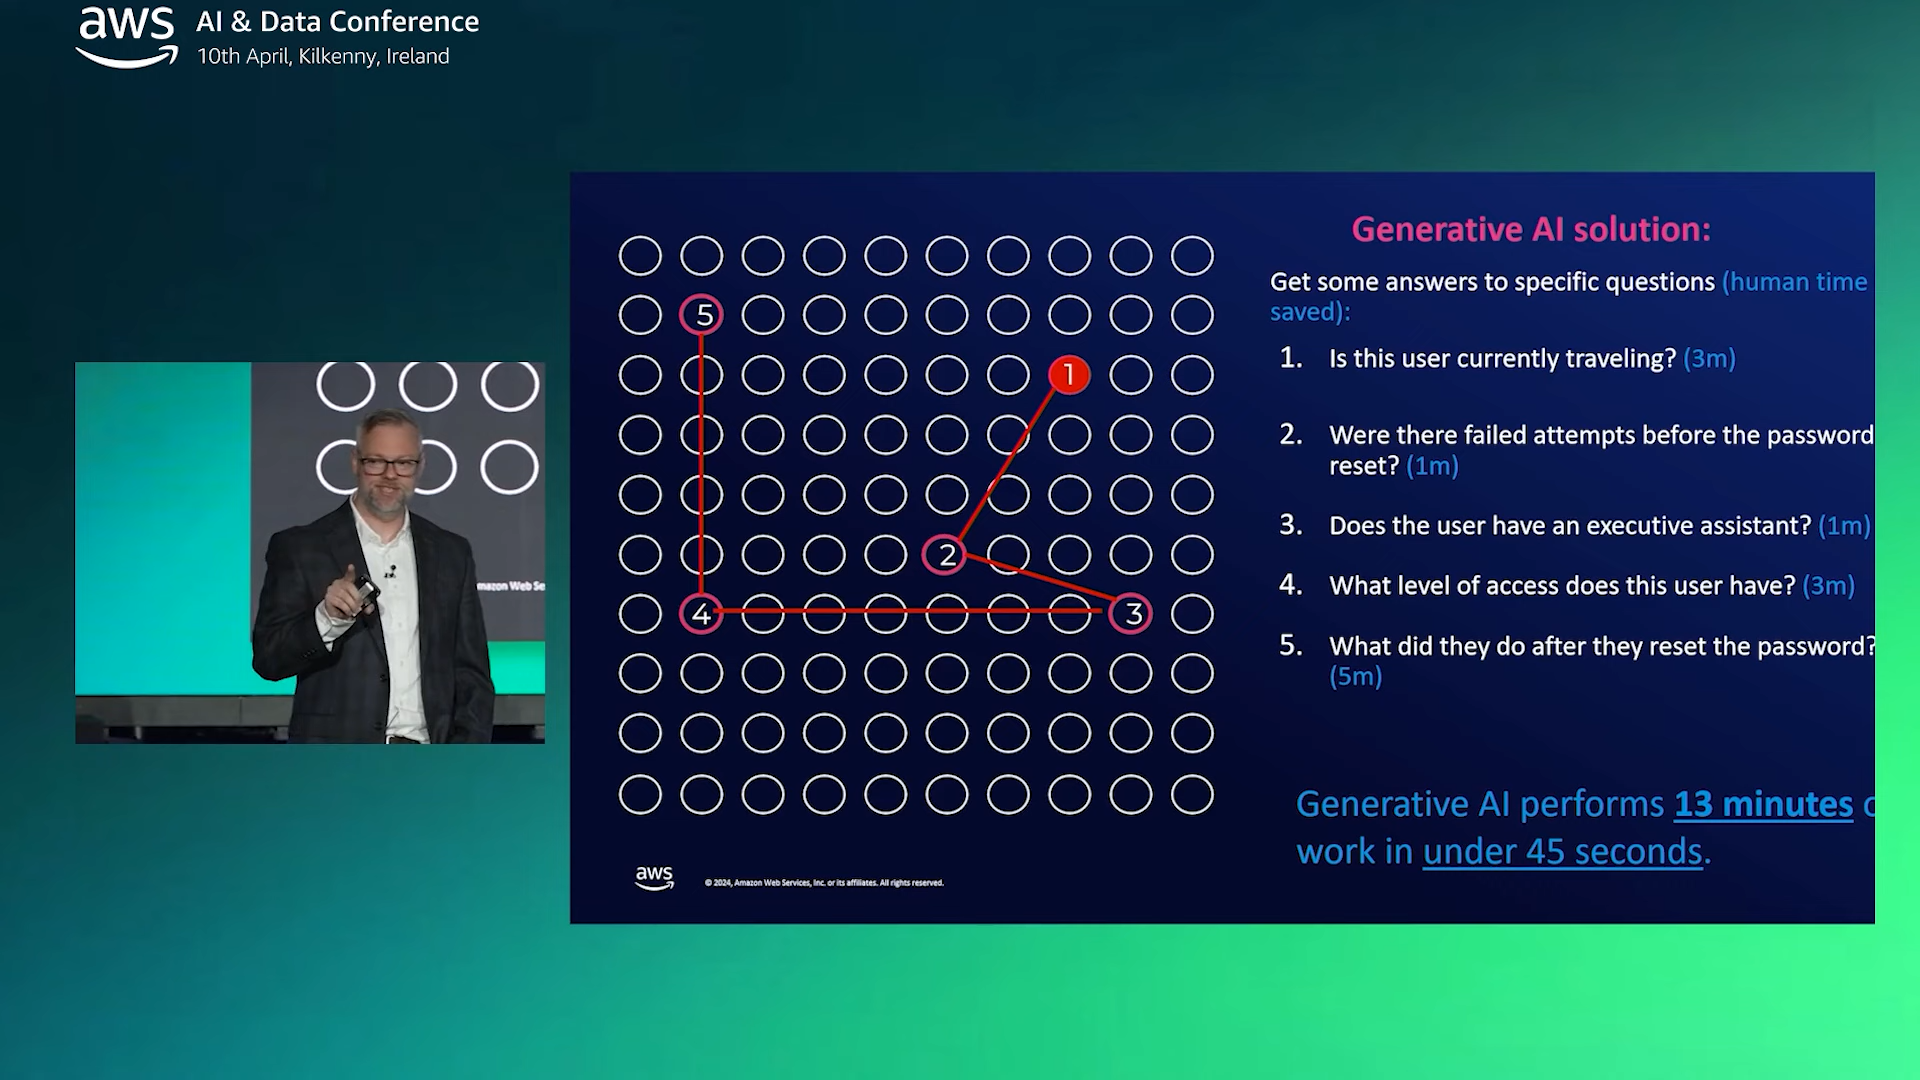 aws
AI & Data Conference
10th April, Kilkenny, Ireland
5
1
2
4
3
Generative AI solution:
Get some answers to specific questions (human time
saved):
1. Is this user currently traveling? (3m)
2. Were there failed attempts before the password
reset? (1m)
3. Does the user have an executive assistant? (1m)
4. What level of access does this user have? (3m)
5. What did they do after they reset the password?
(5m)
Generative AI performs 13 minutes
work in under 45 seconds.
aws
© 2024, Amazon Web Services, Inc. or its affiliates. All rights reserved.
mazon Web Se